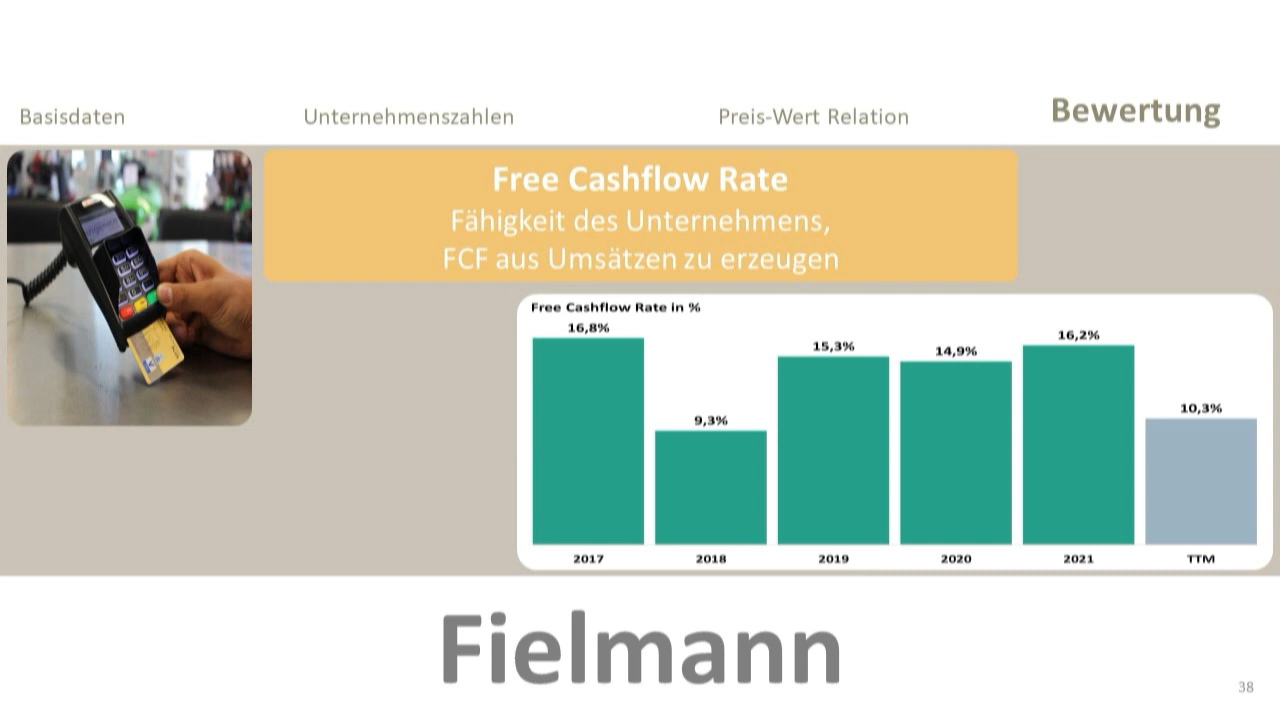 Basisdaten
Unternehmenszahlen
Preis-Wert Relation
Bewertung
Free Cashflow Rate
Fähigkeit des Unternehmens,
FCF aus Umsätzen zu erzeugen
Free Cashflow Rate in %
16,8%
9,3%
15,3%
14,9%
16,2%
10,3%
2017
2018
2019
2020
2021
TTM
Fielmann
38